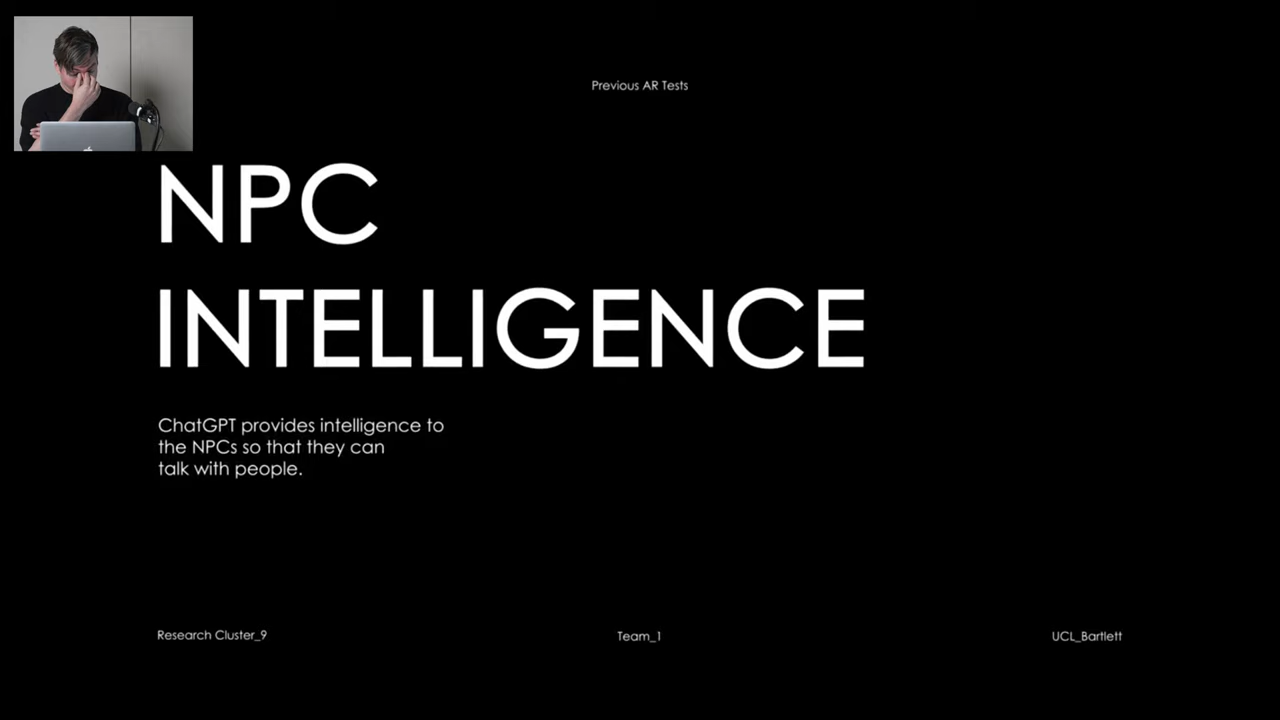 Previous AR Tests
NPC
INTELLIGENCE
ChatGPT provides intelligence to
the NPCs so that they can
talk with people.
Research Cluster_9
Team_1
UCL_Bartlett